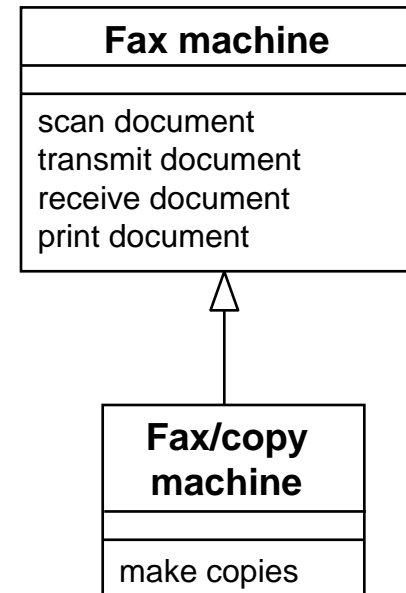 Fax machine
scan document
transmit document
receive document
print document
Fax/copy
machine
make copies